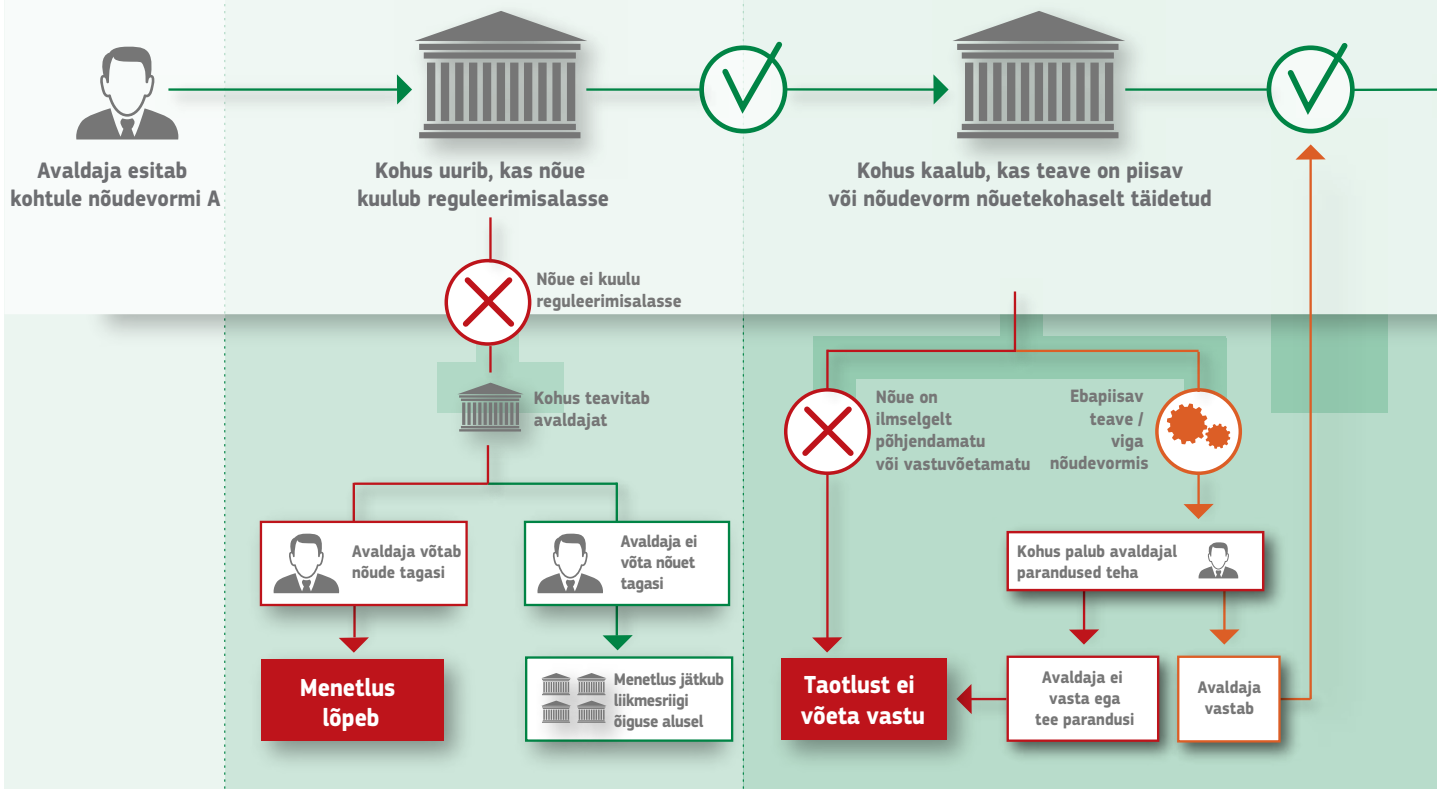 Avaldaja esitab
kohtule nõudevormi A
Kohus uurib, kas nõue
kuulub reguleerimisalasse
Kohus kaalub, kas teave on piisav
või nõudevorm nõuetekohaselt täidetud
Nõue ei kuulu
reguleerimisalasse
Kohus teavitab
avaldajat
Avaldaja võtab
nõude tagasi
Avaldaja ei
võta nõuet
tagasi
Menetlus
lõpeb
Menetlus jätkub
liikmesriigi
õiguse alusel
Nõue on
ilmselgelt
põhjendamatu
või vastuvõetamatu
Ebapiisav
teave /
viga
nõudevormis
Kohus palub avaldajal
parandused teha
Taotlust ei
võeta vastu
Avaldaja ei
vasta ega
tee parandusi
Avaldaja
vastab